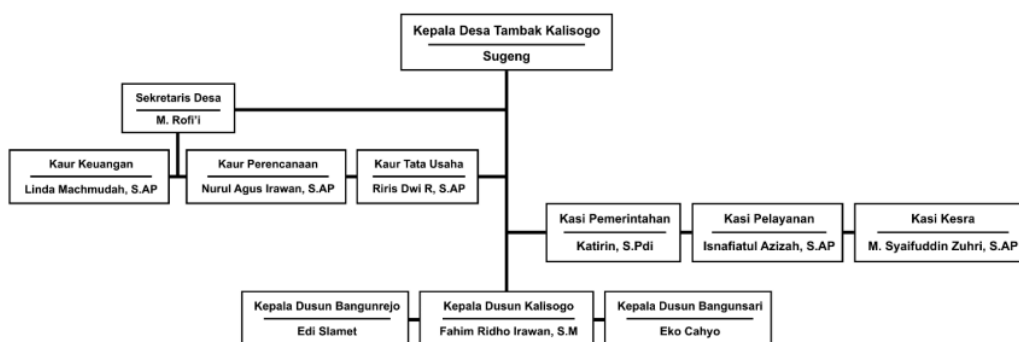 Kepala Desa Tambak Kalisogo
Sugeng
Sekretaris Desa
M. Rofi'i
Kaur Keuangan
Linda Machmudah, S.AP
Kaur Perencanaan
Nurul Agus Irawan, S.AP
Kaur Tata Usaha
Riris Dwi R, S.AP
Kasi Pemerintahan
Katirin, S.Pdi
Kasi Pelayanan
Isnafiatul Azizah, S.AP
Kasi Kesra
M. Syaifuddin Zuhri, S.AP
Kepala Dusun Bangunrejo
Edi Slamet
Kepala Dusun Kalisogo
Fahim Ridho Irawan, S.M
Kepala Dusun Bangunsari
Eko Cahyo